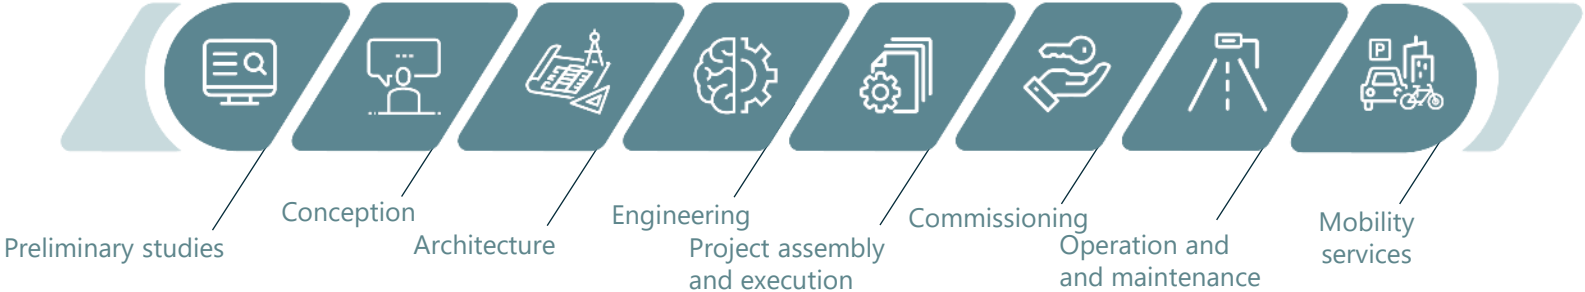 P
Preliminary studies
Conception
Architecture
Engineering
Project assembly
and execution
Commissioning
Operation and
and maintenance
Mobility
services